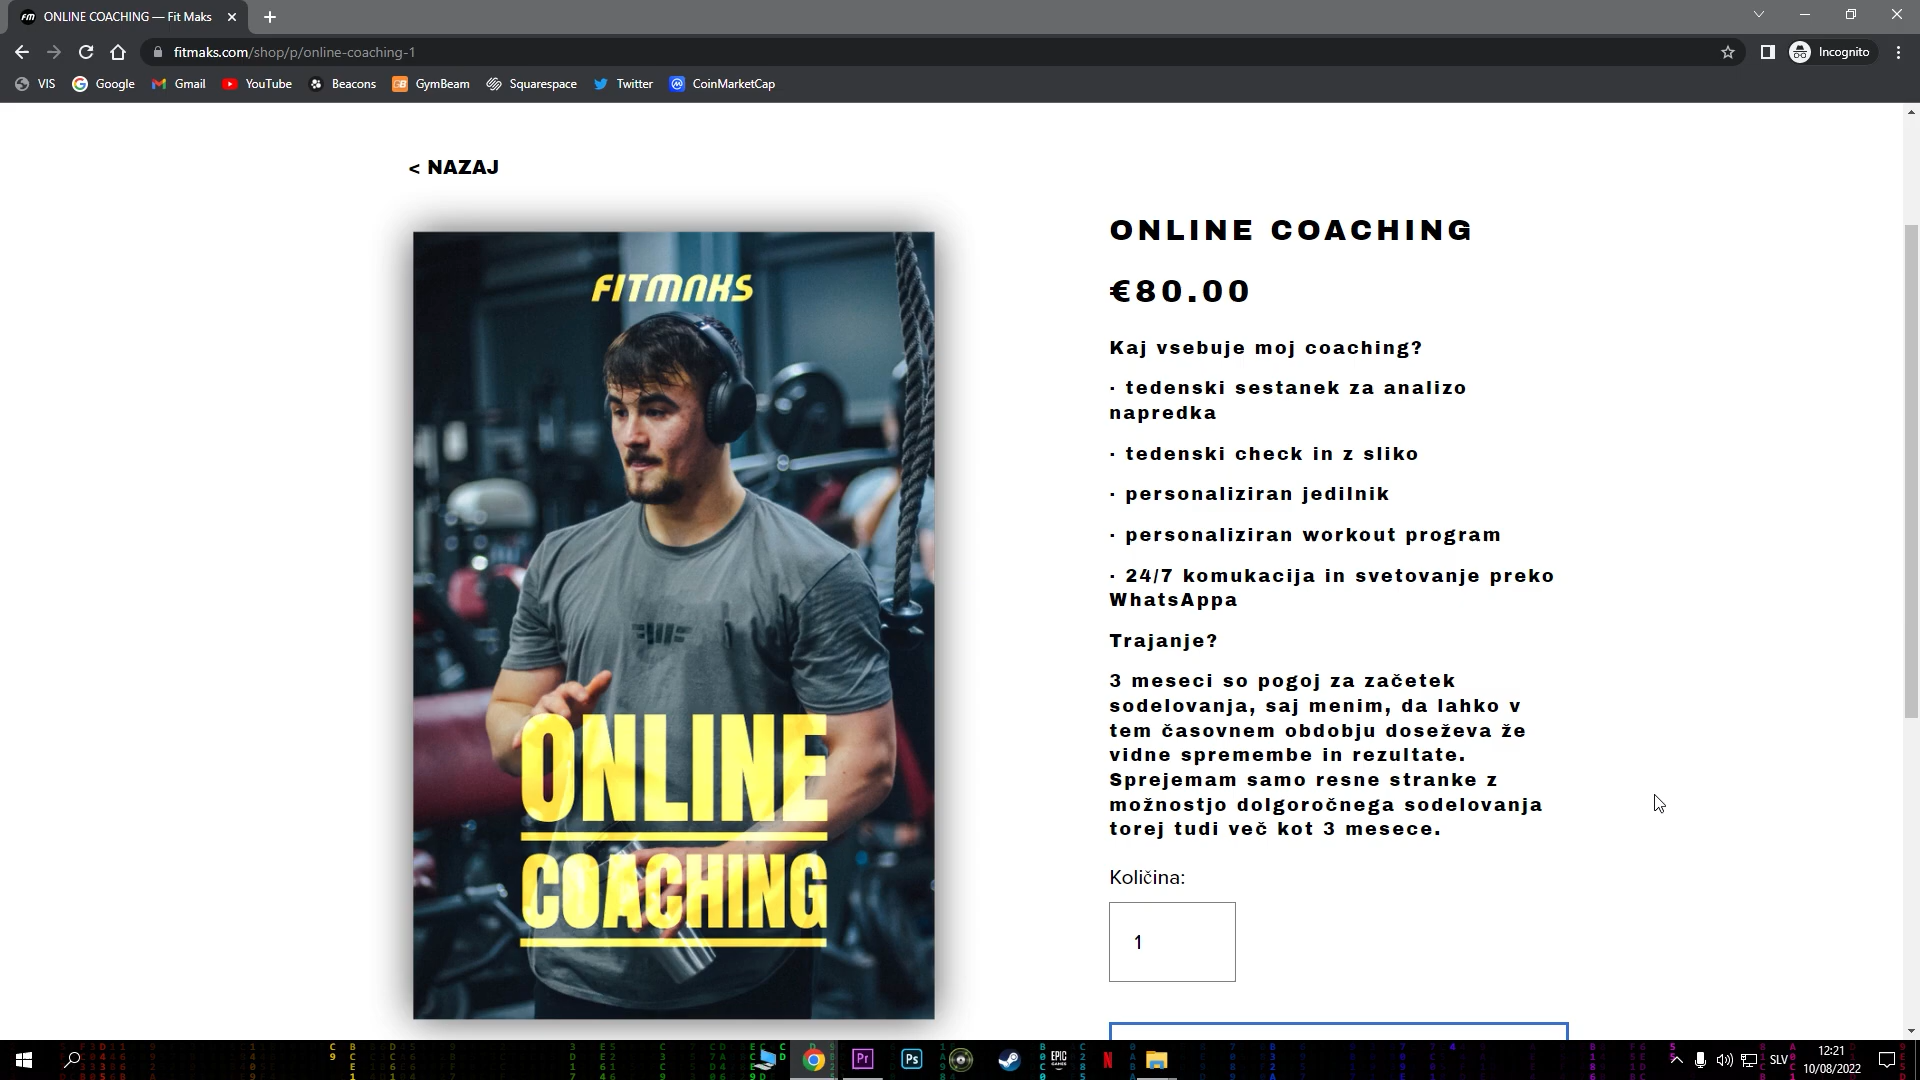 ONLINE COACHING — Fit Maks
fitmaks.com/shop/p/online-coaching-1
Incognito
VIS
Google
Gmail
YouTube
Beacons
GymBeam
Squarespace
Twitter
CoinMarketCap
< NAZAJ
FITMAKS
ONLINE
COACHING
ONLINE COACHING
€80.00
Kaj vsebuje moj coaching?
· tedenski sestanek za analizo
napredka
· tedenski check in z sliko
· personaliziran jedilnik
· personaliziran workout program
· 24/7 komukacija in svetovanje preko
WhatsAppa
Trajanje?
3 meseci so pogoj za začetek
sodelovanja, saj menim, da lahko v
tem časovnem obdobju doseževa že
vidne spremembe in rezultate.
Sprejemam samo resne stranke z
možnostjo dolgoročnega sodelovanja
torej tudi več kot 3 mesece.
Količina:
1
Pr
Ps
EPIC
GAMES
N
SLV
12:21
10/08/2022